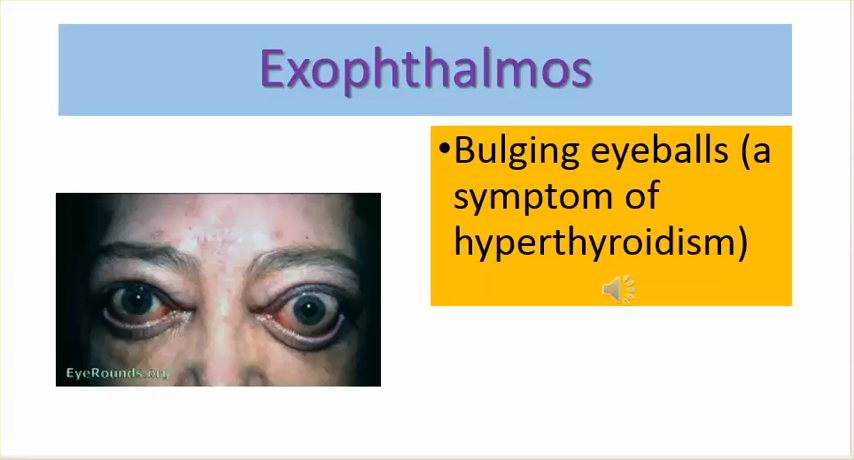 Exophthalmos
•Bulging eyeballs (a
symptom of
hyperthyroidism)
EyeRounds.org